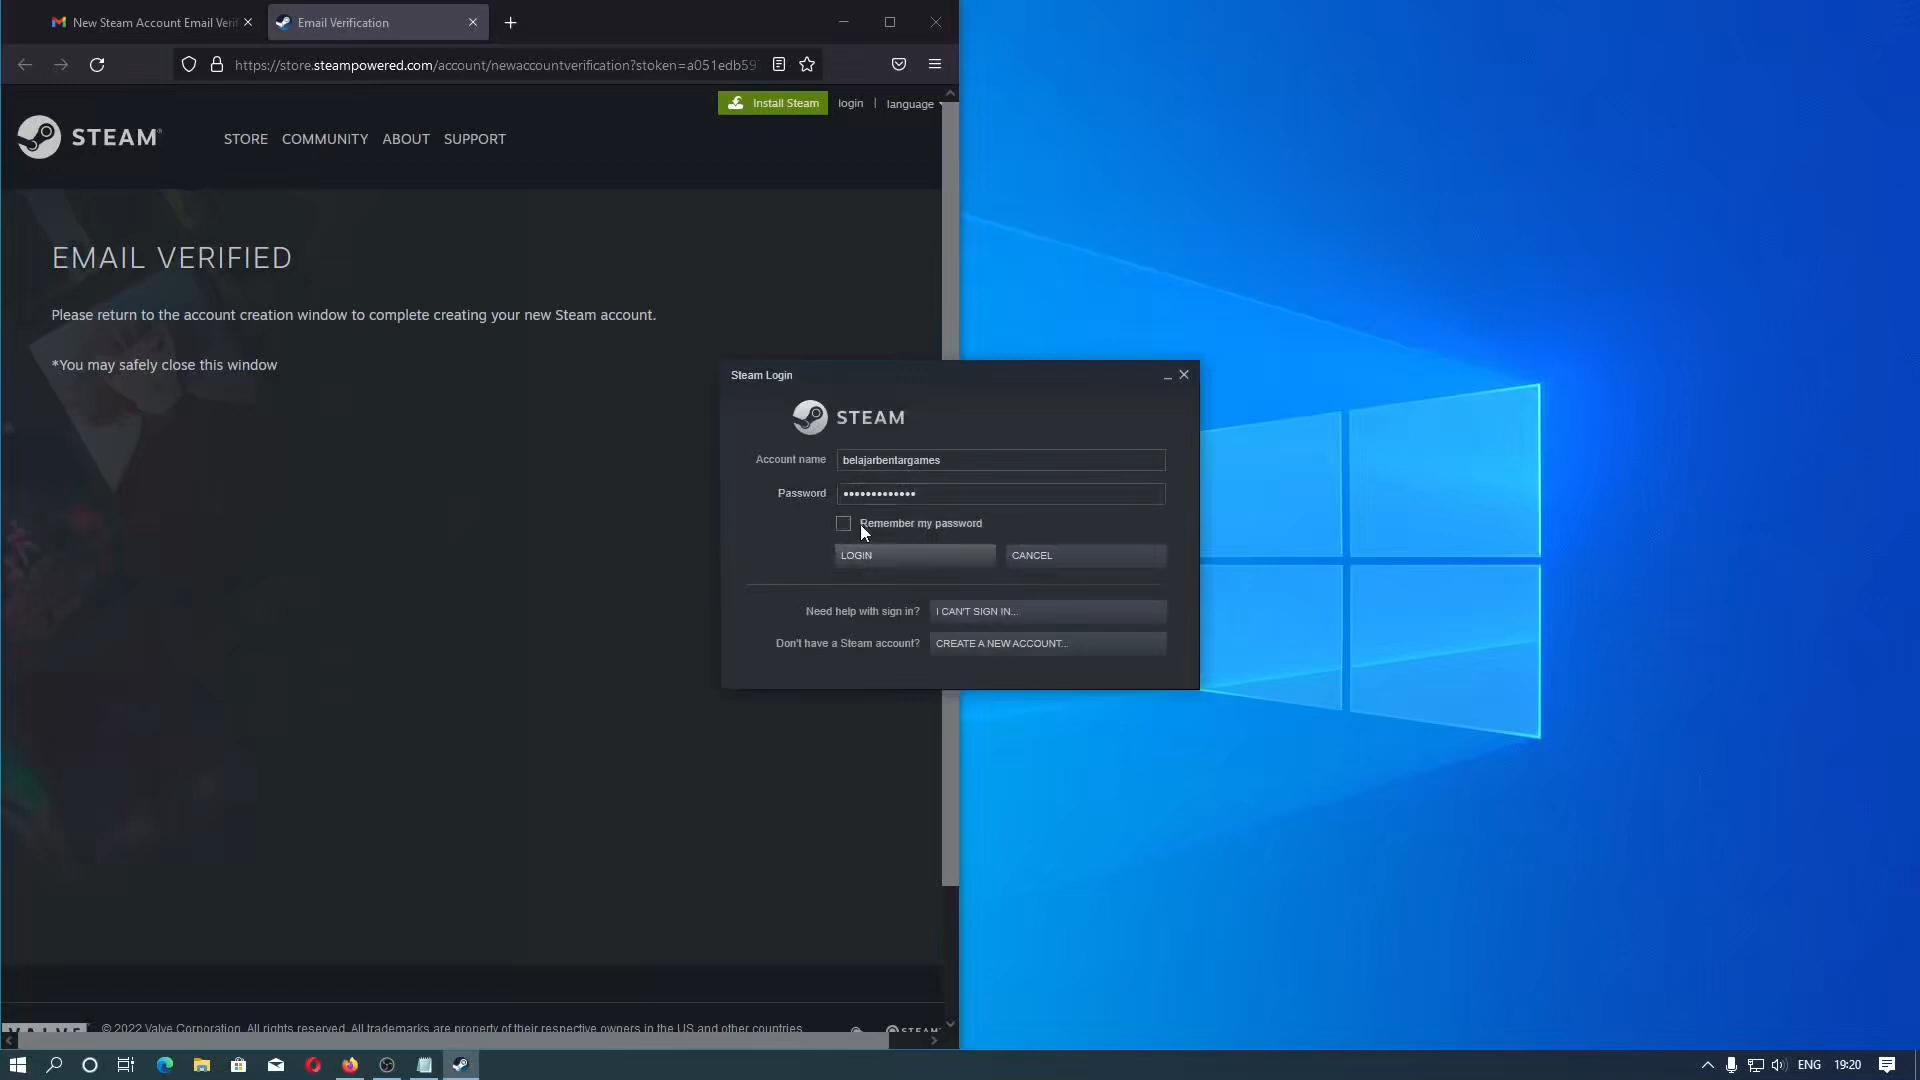 New Steam Account Email Verif
Email Verification
https://store.steampowered.com/account/newaccountverification?stoken=a051edb59
Install Steam
login | language
STEAM
STORE COMMUNITY ABOUT SUPPORT
EMAIL VERIFIED
Please return to the account creation window to complete creating your new Steam account.
*You may safely close this window
Steam Login
STEAM
Account name belajarbentargames
Password •••••••••••••
Remember my password
LOGIN CANCEL
Need help with sign in? I CAN'T SIGN IN...
Don't have a Steam account? CREATE A NEW ACCOUNT...
VALVE © 2022 Valve Corporation. All rights reserved. All trademarks are property of their respective owners in the US and other countries. STEAM
ENG 19:20